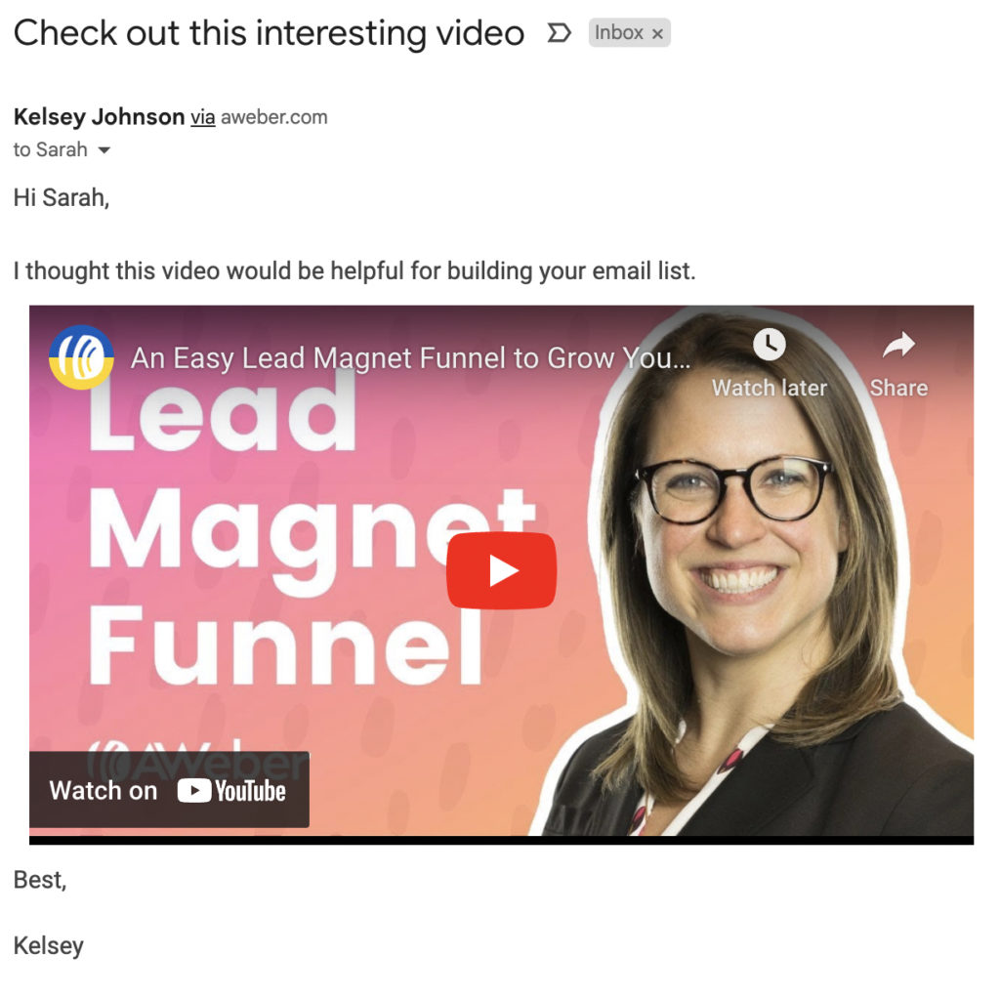 Check out this interesting video
Inbox ×
Kelsey Johnson via aweber.com
to Sarah
Hi Sarah,
I thought this video would be helpful for building your email list.
An Easy Lead Magnet Funnel to Grow You...
Watch later
Share
Lead
Magnet
Funnel
AWeber
Watch on YouTube
Best,
Kelsey